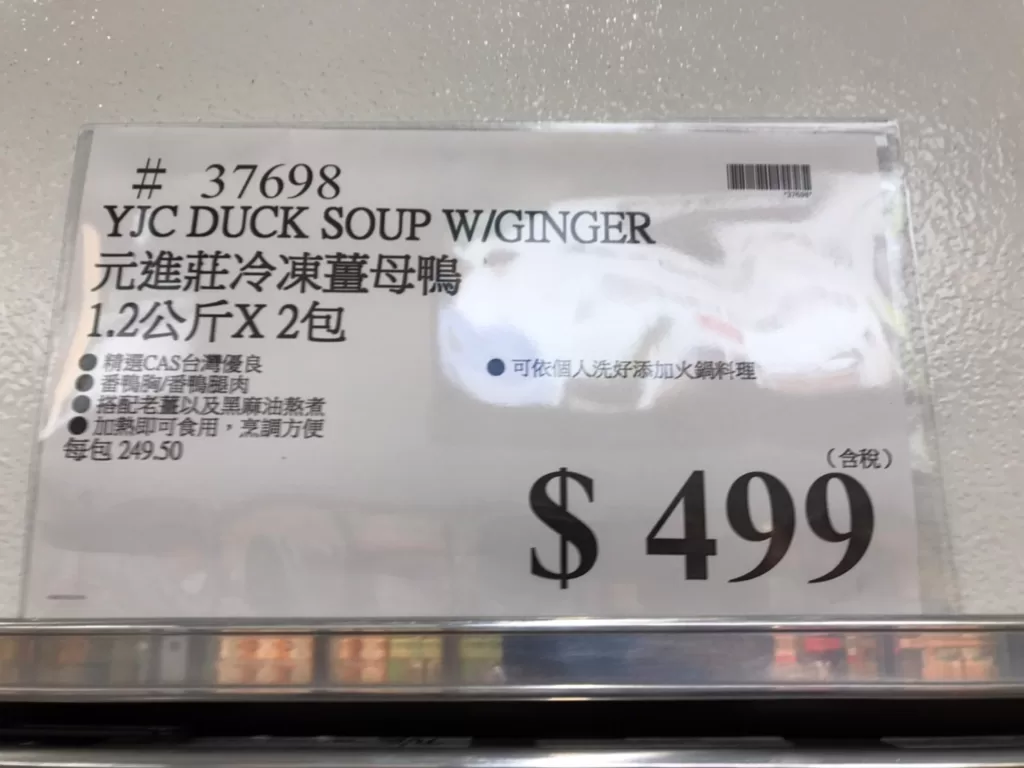 # 37698
*37698*
YJC DUCK SOUP W/GINGER
元進莊冷凍薑母鴨
1.2公斤X 2包
● 精選CAS台灣優良
● 番鴨胸/番鴨腿肉
● 搭配老薑以及黑麻油熬煮
● 加熱即可食用，烹調方便
● 可依個人洗好添加火鍋料理
每包 249.50
(含稅)
$ 499